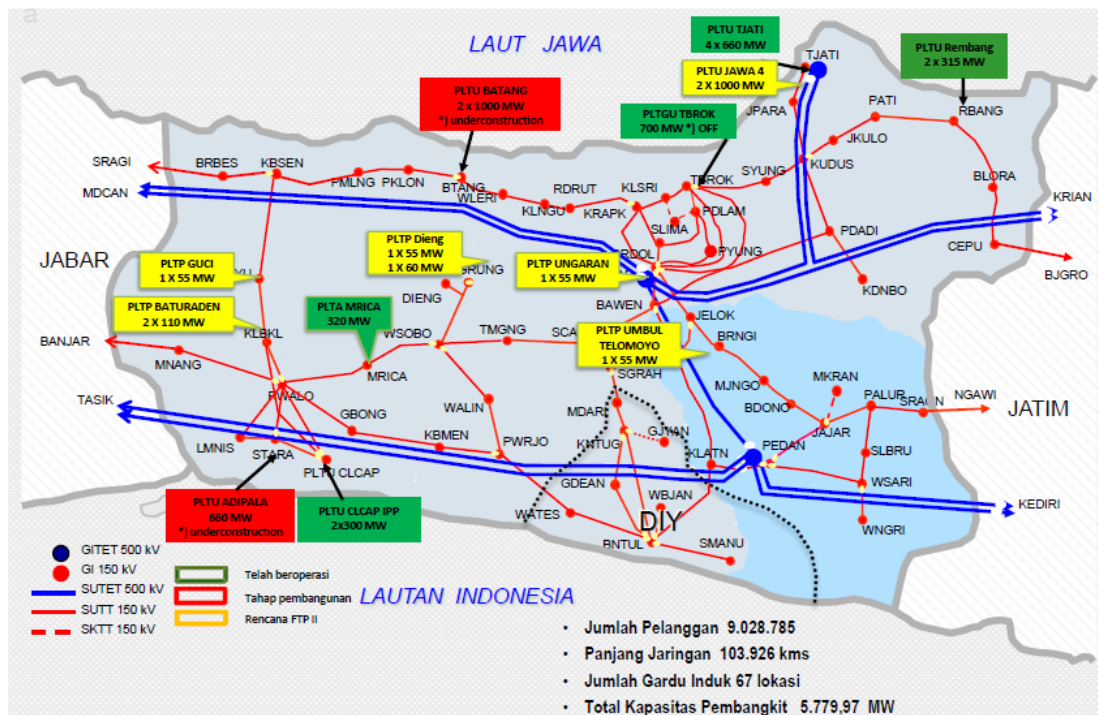 a
LAUT JAWA
PLTU TJATI
4 x 660 MW
TJATI
PLTU Rembang
2 x 315 MW
PLTU JAWA 4
2 X 1000 MW
PLTU BATANG
2 x 1000 MW
*) underconstruction
PLTGU TBROK
700 MW *) OFF
JPARA
PATI
RBANG
JKULO
SRAGI
BRBES
KBSEN
PMLNG
PKLON
BTANG
WLERI
RDRUT
KLSRI
TBROK
SYUNG
KUDUS
MDCAN
KLNGU
KRAPK
PDLAM
BLORA
KRIAN
SLIMA
PYUNG
PDADI
CEPU
JABAR
PLTP Dieng
1 X 55 MW
1 X 60 MW
PLTP GUCI
1 X 55 MW
PLTP UNGARAN
1 X 55 MW
BJGRO
DIENG
KDNBO
PLTP BATURADEN
2 X 110 MW
PLTA MRICA
320 MW
BAWEN
JELOK
KLBKL
WSOBO
TMGNG
PLTP UMBUL
TELOMOYO
1 X 55 MW
BRNGI
BANJAR
MNANG
MRICA
SGRAH
MJNGO
MKRAN
TASIK
GBONG
WALIN
MDARI
BDONO
PALUR
NGAWI
JATIM
JAJAR
LMNIS
KBMEN
PWRJO
KNTUG
KLATN
PEDAN
SLBRU
STARA
PLTU CLCAP
GDEAN
WBJAN
WSARI
PLTU ADIPALA
660 MW
*) underconstruction
PLTU CLCAP IPP
2x300 MW
WATES
DIY
KEDIRI
BNTUL
SMANU
WNGRI
GITET 500 kV
GI 150 kV
SUTET 500 kV
SUTT 150 kV
SKTT 150 kV
Telah beroperasi
Tahap pembangunan
Rencana FTP II
LAUTAN INDONESIA
• Jumlah Pelanggan 9.028.785
• Panjang Jaringan 103.926 kms
• Jumlah Gardu Induk 67 lokasi
• Total Kapasitas Pembangkit 5.779,97 MW